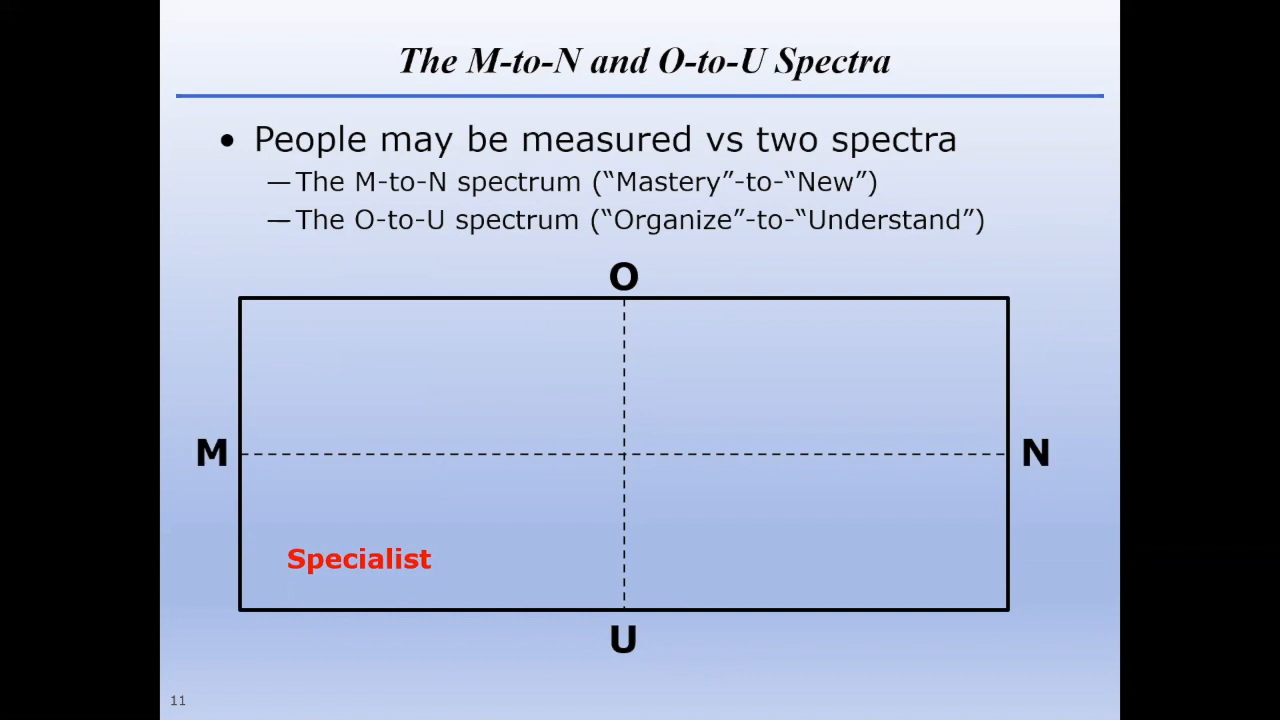 The M-to-N and O-to-U Spectra
• People may be measured vs two spectra
—The M-to-N spectrum (“Mastery”-to-“New”)
—The O-to-U spectrum (“Organize”-to-“Understand”)
O
M
N
Specialist
U
11